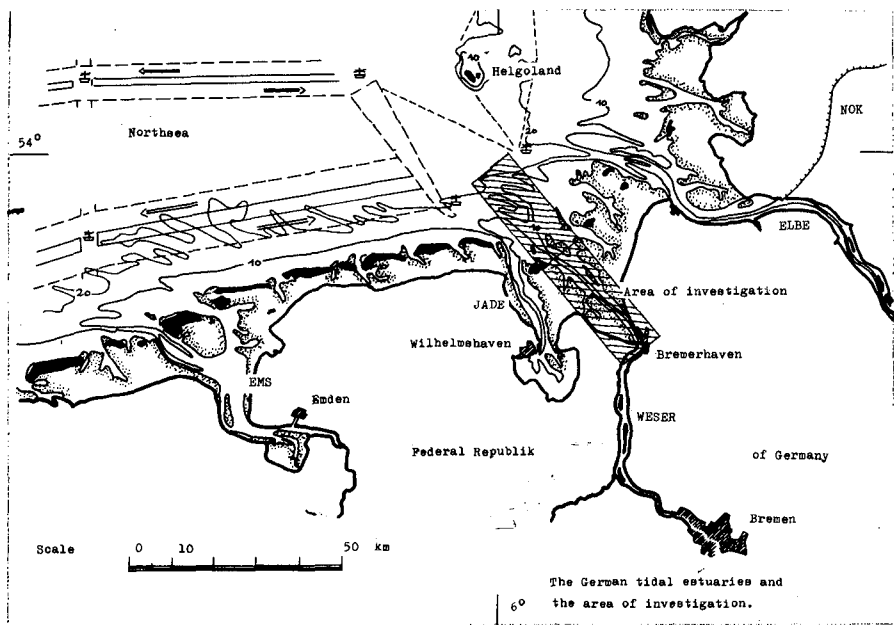 Helgoland
10
10
20
NOK
54°
Northsea
ELBE
10
20
Area of investigation
JADE
Wilhelmshaven
Bremerhaven
EMS
Emden
WESER
Federal Republik
of Germany
Bremen
Scale
0 10 50 km
The German tidal estuaries and
6°
the area of investigation.